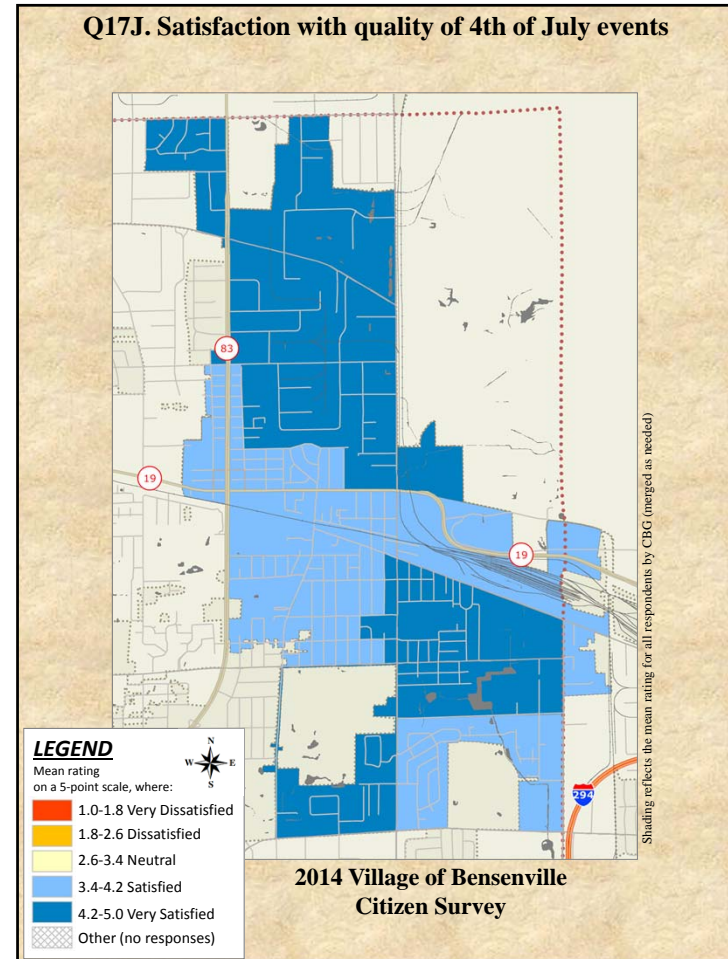 Q17J. Satisfaction with quality of 4th of July events
83
19
19
294
Shading reflects the mean rating for all respondents by CBG (merged as needed)
LEGEND
Mean rating
on a 5-point scale, where:
N
W E
S
1.0-1.8 Very Dissatisfied
1.8-2.6 Dissatisfied
2.6-3.4 Neutral
3.4-4.2 Satisfied
4.2-5.0 Very Satisfied
Other (no responses)
2014 Village of Bensenville
Citizen Survey